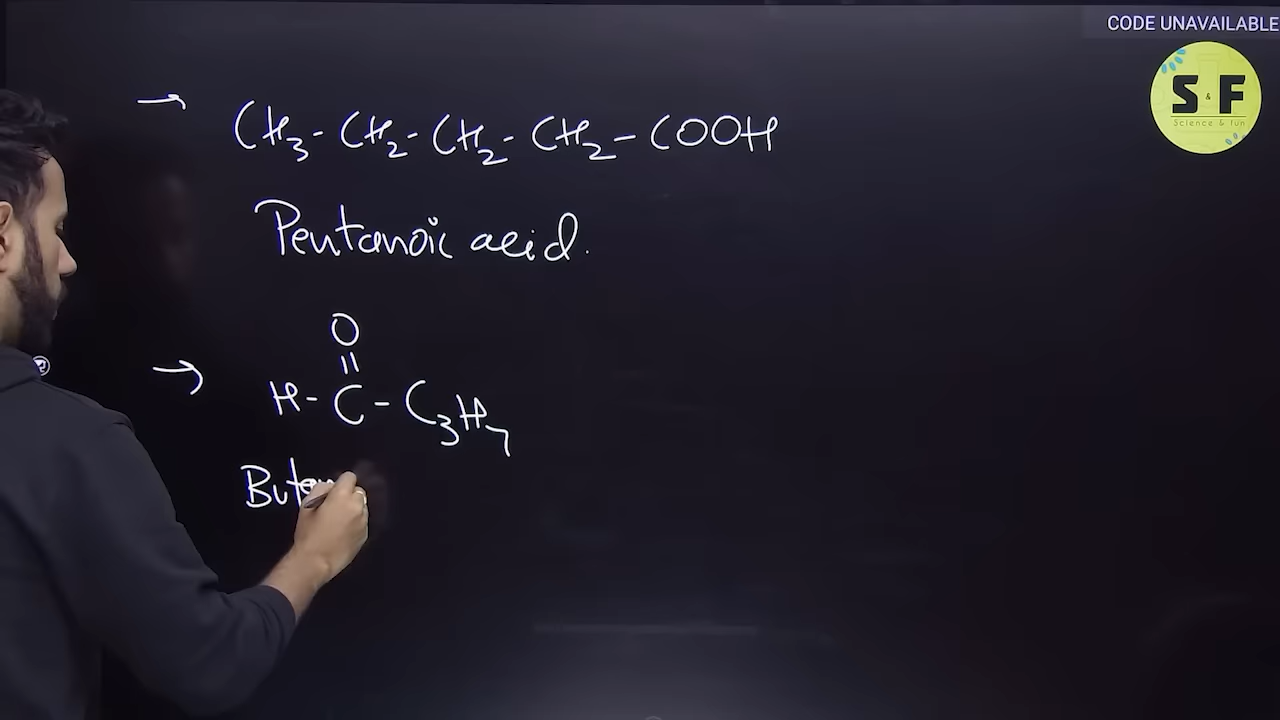 CODE UNAVAILABLE
S & F
Science & fun
→ CH₃-CH₂-CH₂-CH₂-COOH
Pentanoic acid.
O
||
→ H-C-C₃H₇